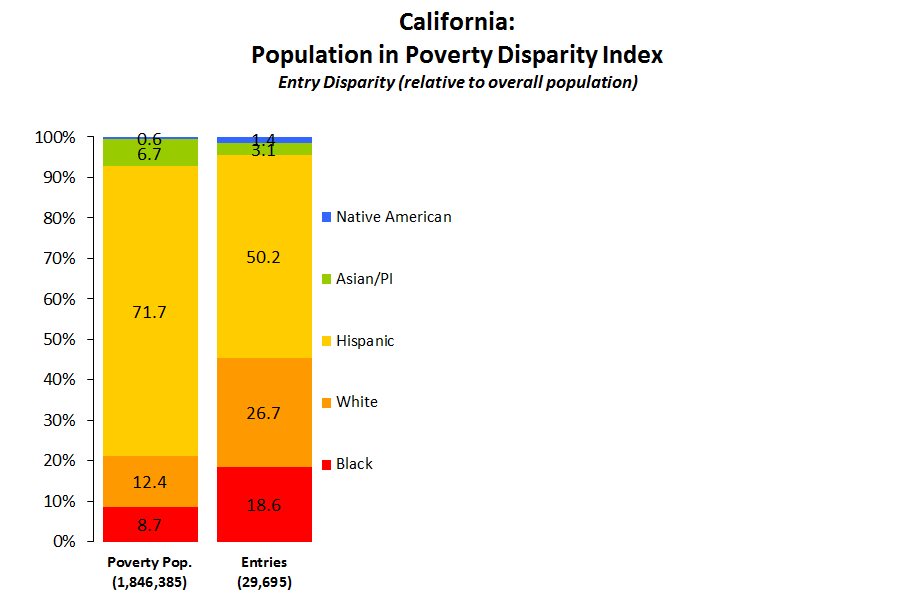 California:
Population in Poverty Disparity Index
Entry Disparity (relative to overall population)
100%
90%
80%
70%
60%
50%
40%
30%
20%
10%
0%
0.6
6.7
71.7
12.4
8.7
1.4
3.1
50.2
26.7
18.6
Native American
Asian/PI
Hispanic
White
Black
Poverty Pop.
(1,846,385)
Entries
(29,695)